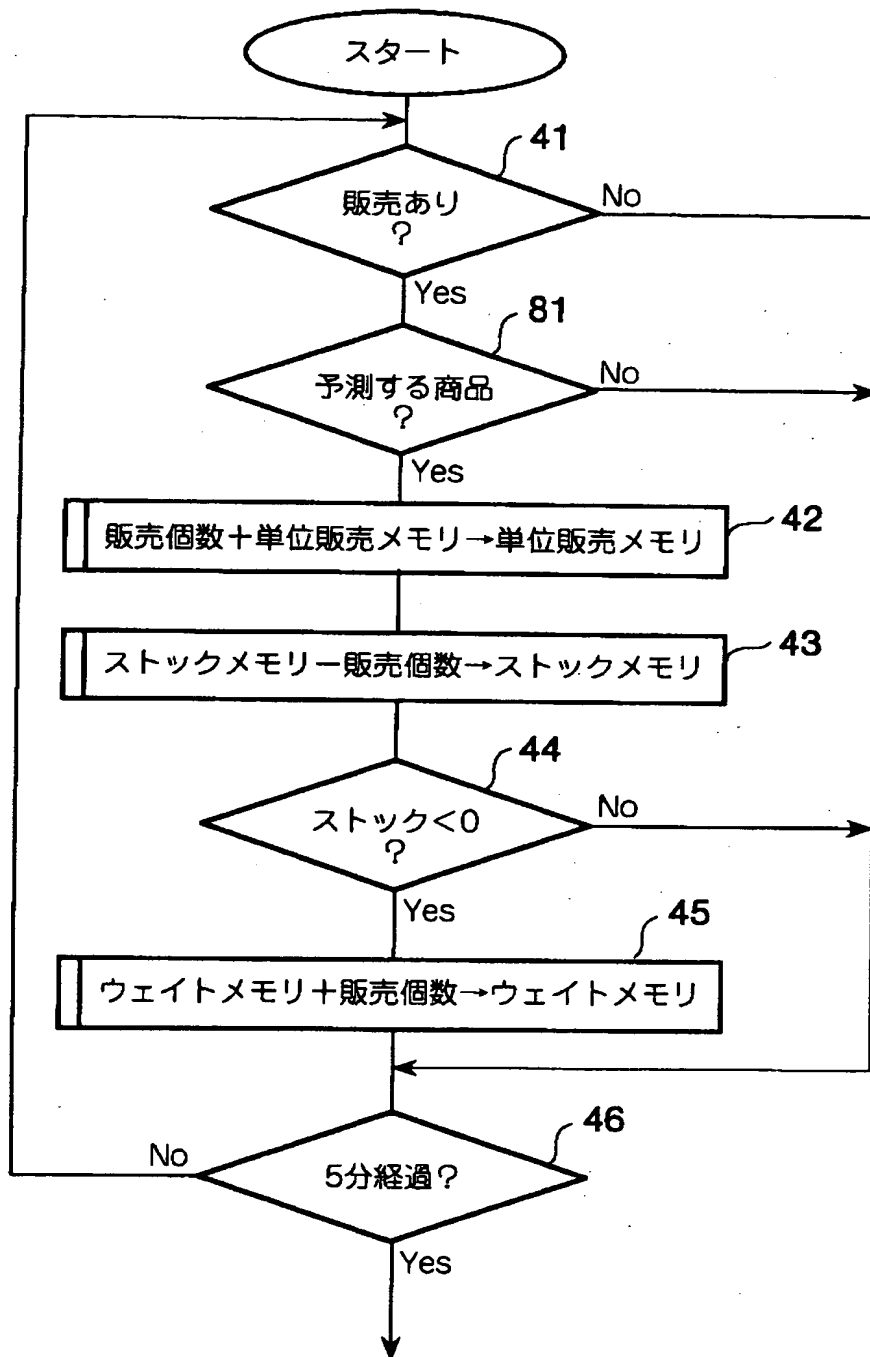 スタート
41
販売あり
?
No
Yes
81
予測する商品
?
No
Yes
販売個数+単位販売メモリ→単位販売メモリ
42
ストックメモリー販売個数→ストックメモリ
43
44
ストック<0
?
No
Yes
45
ウェイトメモリ+販売個数→ウェイトメモリ
46
No
5分経過?
Yes